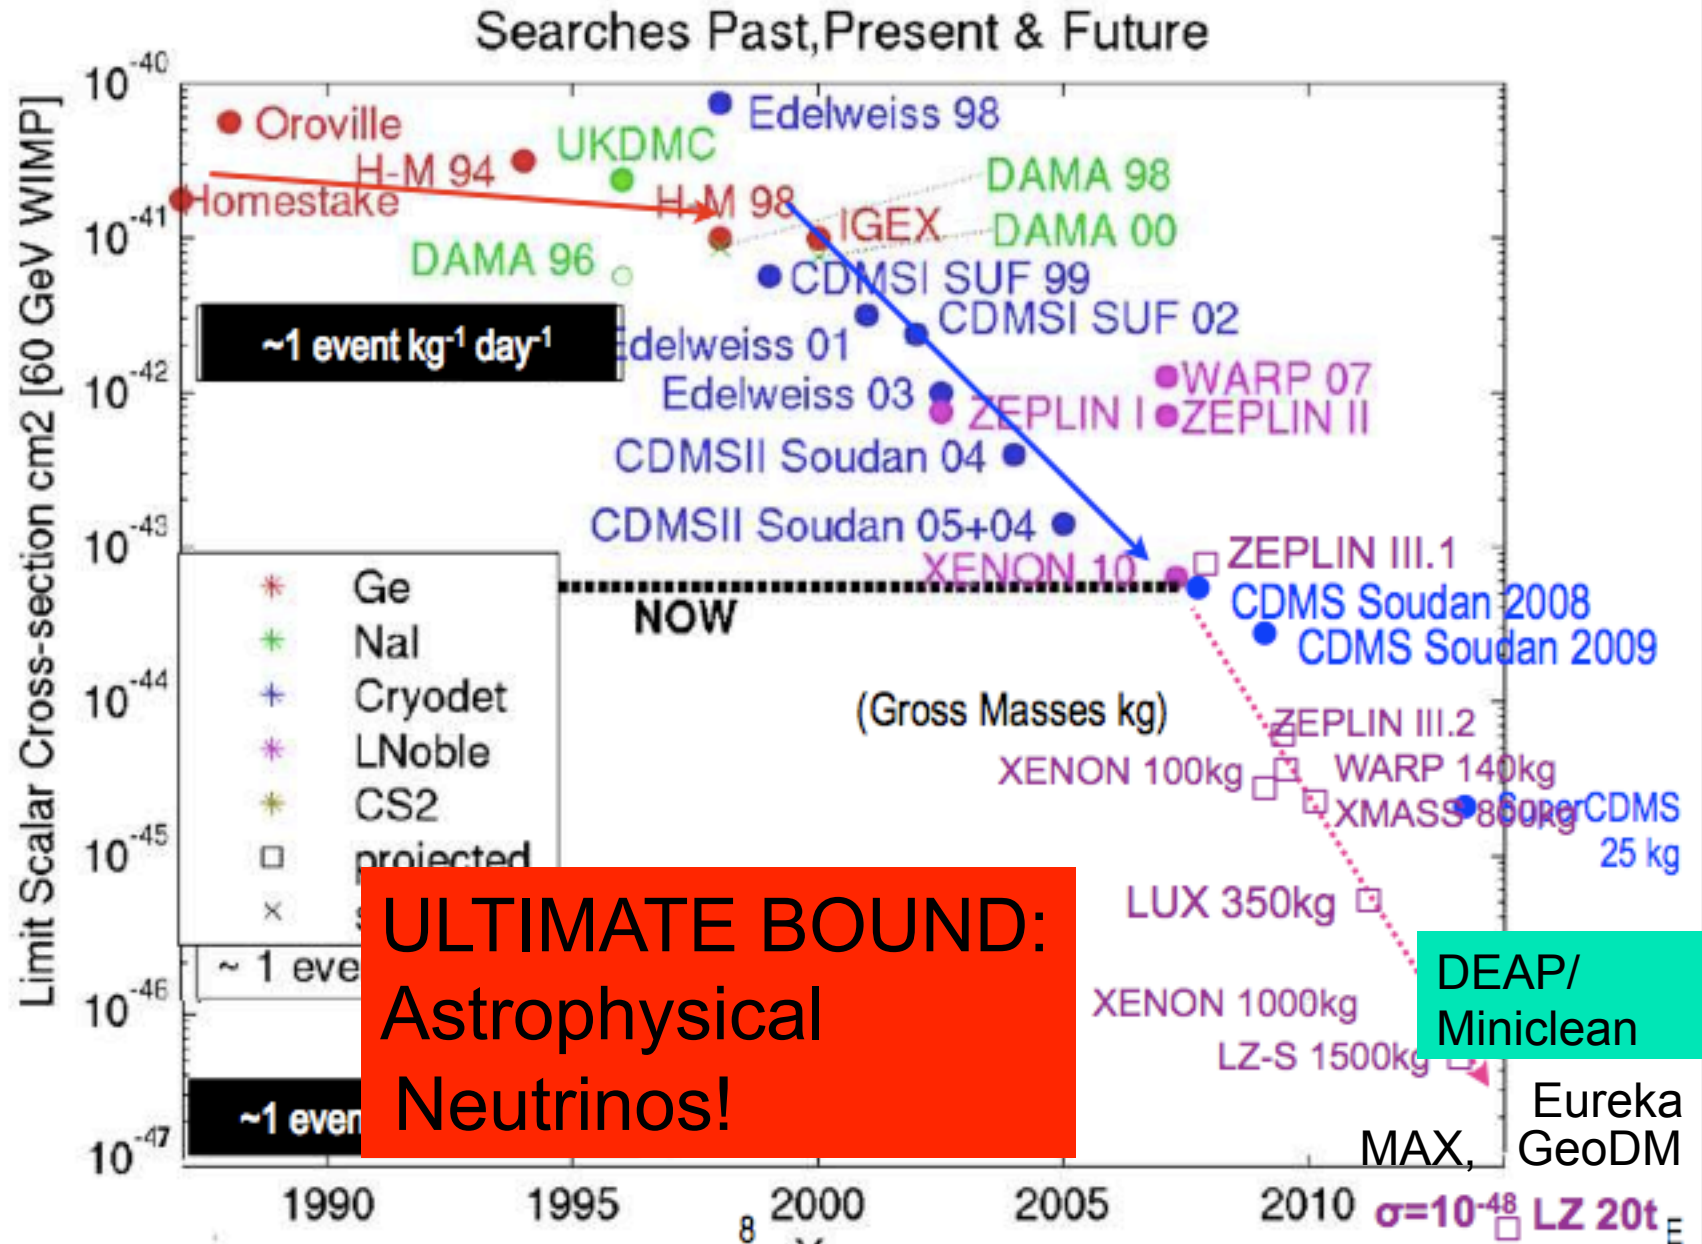 Searches Past,Present & Future
Limit Scalar Cross-section cm2 [60 GeV WIMP]
10-40
10-41
10-42
10-43
10-44
10-45
10-46
10-47
Oroville
Edelweiss 98
UKDMC
H-M 94
DAMA 98
Homestake
H-M 98
IGEX
DAMA 00
DAMA 96
CDMSI SUF 99
CDMSI SUF 02
~1 event kg-1 day-1
Edelweiss 01
WARP 07
Edelweiss 03
ZEPLIN I
ZEPLIN II
CDMSII Soudan 04
CDMSII Soudan 05+04
ZEPLIN III.1
XENON 10
NOW
CDMS Soudan 2008
CDMS Soudan 2009
Ge
NaI
Cryodet
LNoble
CS2
projected
(Gross Masses kg)
ZEPLIN III.2
XENON 100kg
WARP 140kg
XMASS 800kg
SuperCDMS
25 kg
LUX 350kg
ULTIMATE BOUND:
Astrophysical
Neutrinos!
~ 1 eve
~1 even
DEAP/
Miniclean
XENON 1000kg
LZ-S 1500kg
Eureka
MAX, GeoDM
1990
1995
2000
2005
2010
σ=10-48 LZ 20t
8
E